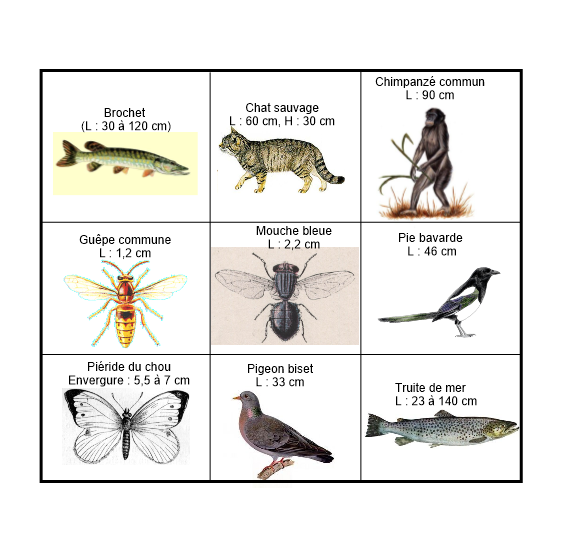 Brochet
(L : 30 à 120 cm)
Chat sauvage
L : 60 cm, H : 30 cm
Chimpanzé commun
L : 90 cm
Guêpe commune
L : 1,2 cm
Mouche bleue
L : 2,2 cm
Pie bavarde
L : 46 cm
Piéride du chou
Envergure : 5,5 à 7 cm
Pigeon biset
L : 33 cm
Truite de mer
L : 23 à 140 cm